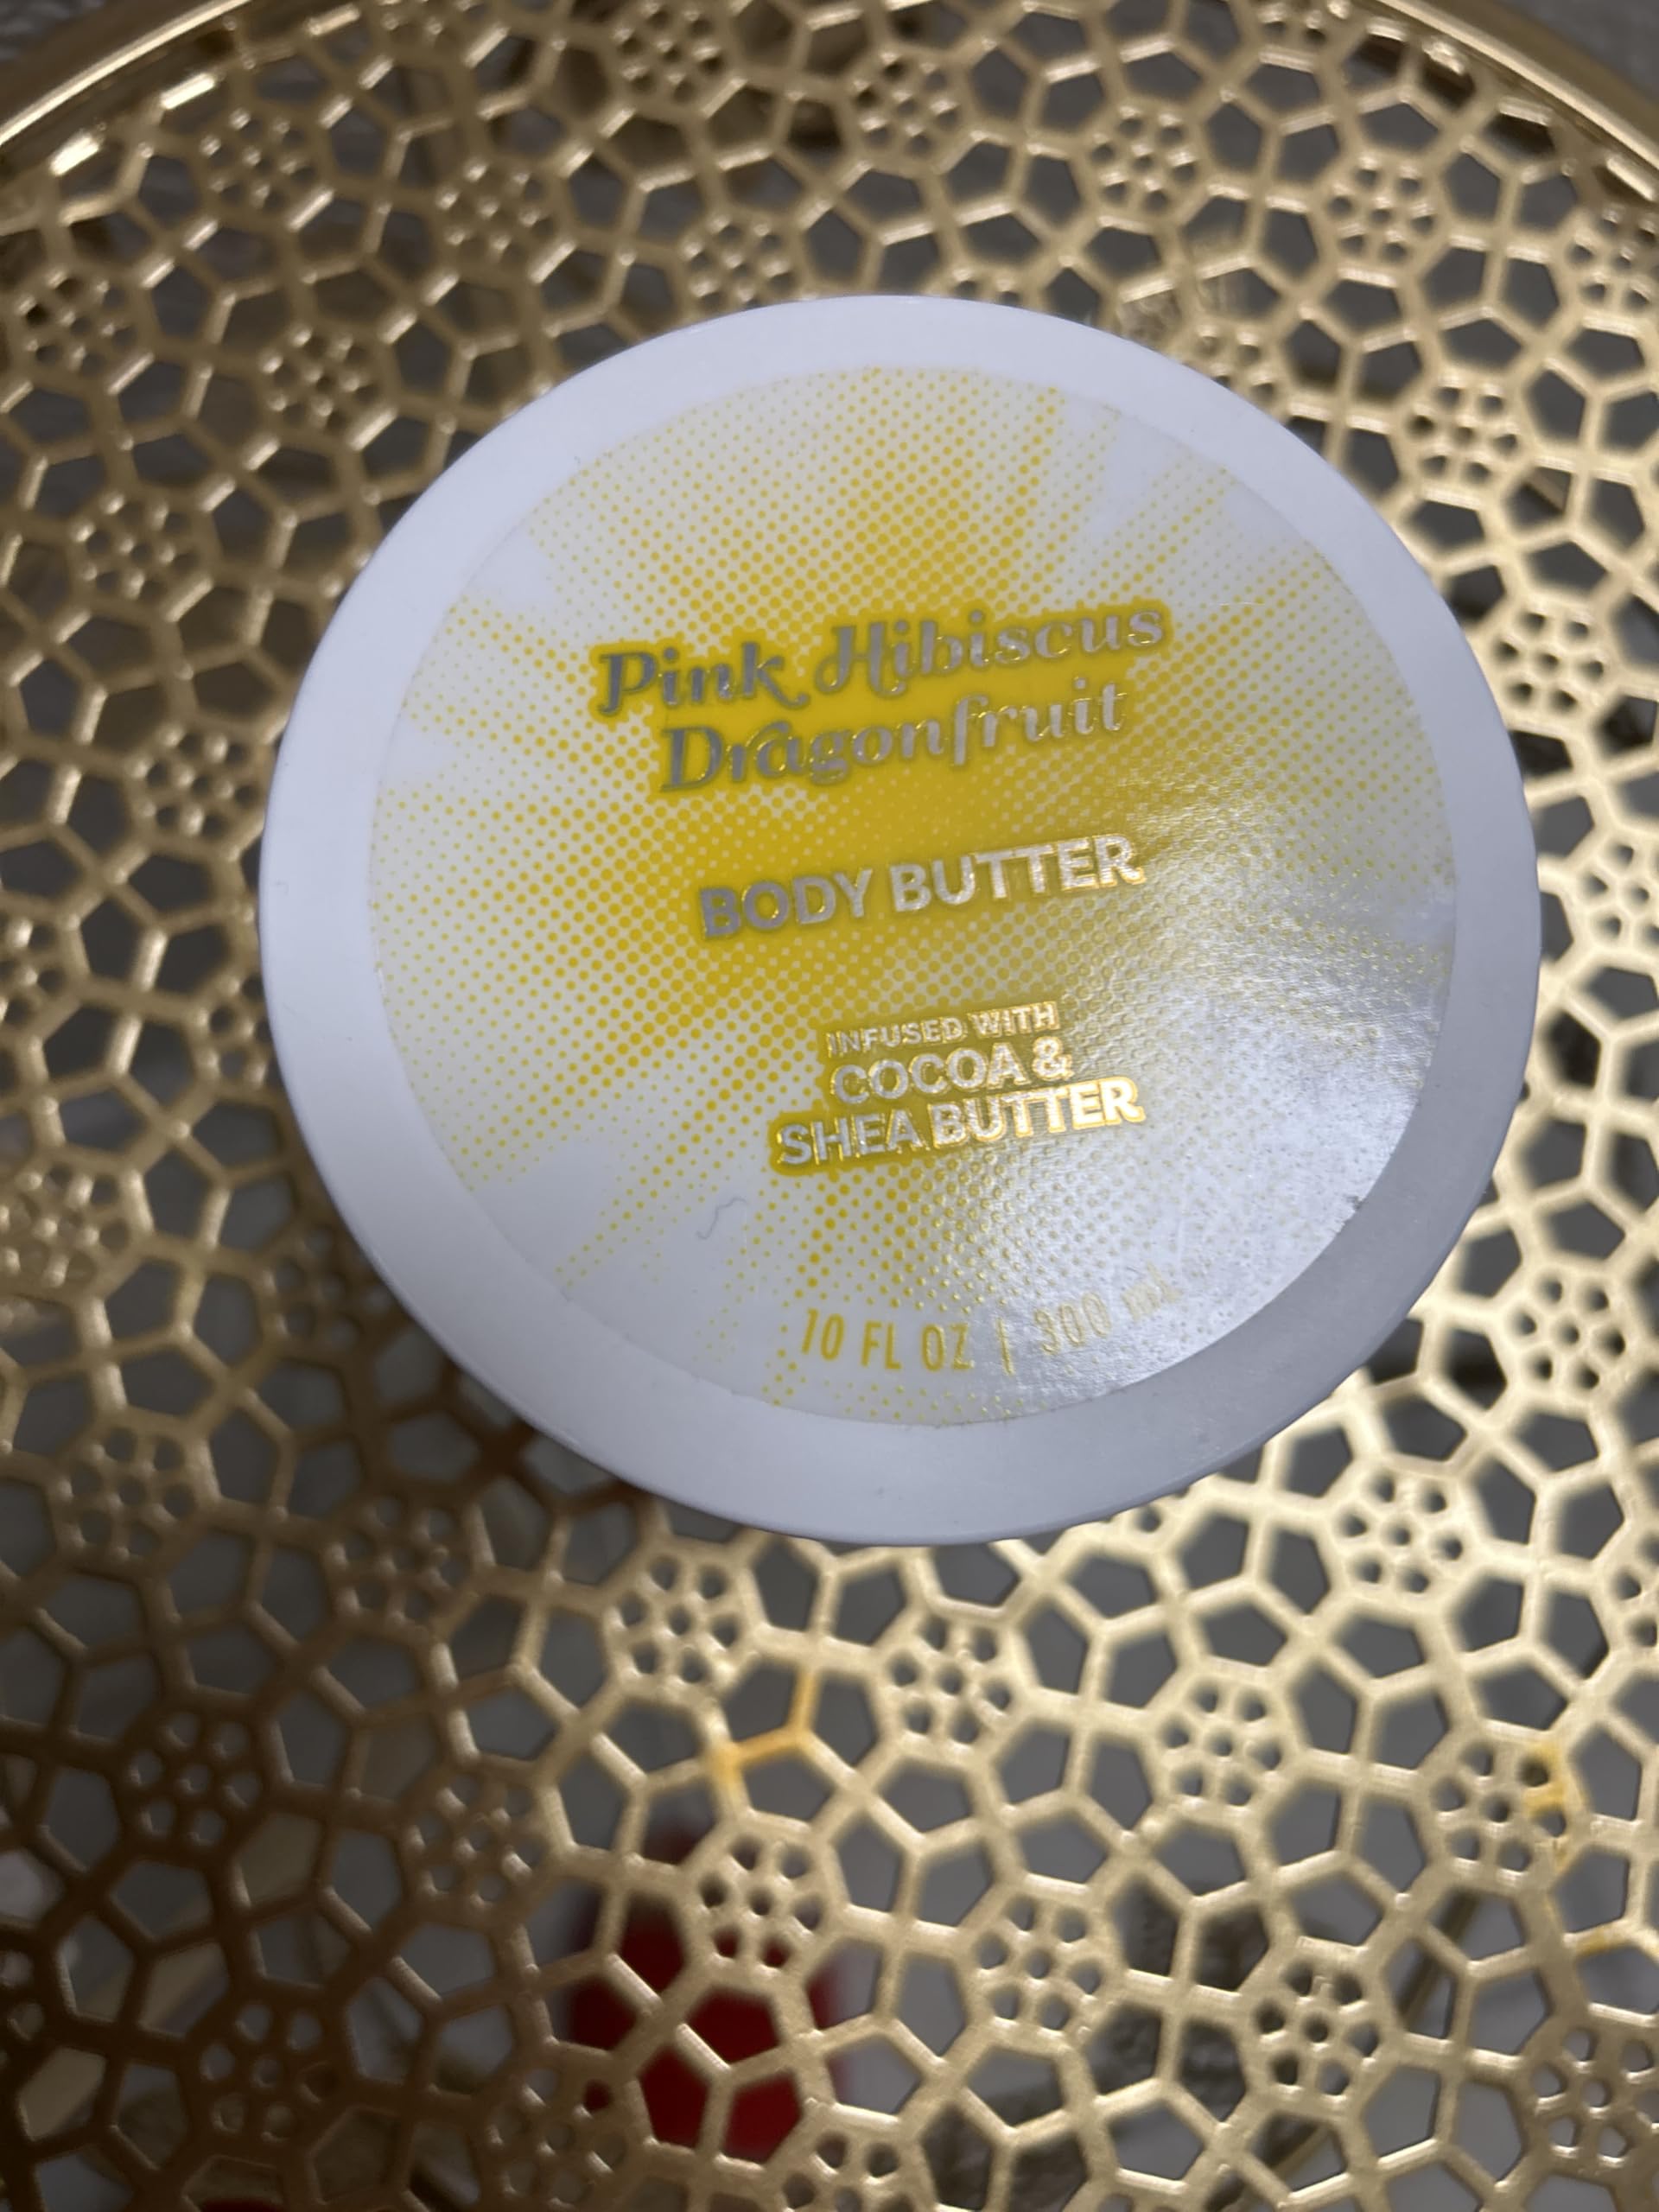 Pink Hibiscus
Dragonfruit
BODY BUTTER
INFUSED WITH
COCOA &
SHEA BUTTER
10 FL OZ | 300 mL